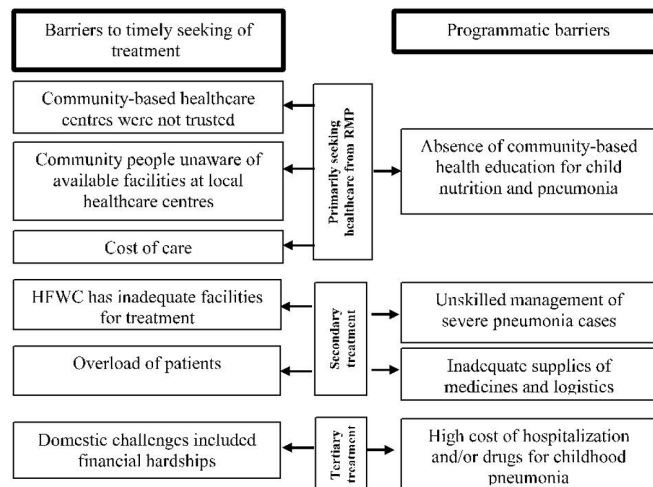 Barriers to timely seeking of
treatment
Programmatic barriers
Community-based healthcare
centres were not trusted
Community people unaware of
available facilities at local
healthcare centres
Cost of care
Primarily seeking
healthcare from RMP
Absence of community-based
health education for child
nutrition and pneumonia
HFWC has inadequate facilities
for treatment
Overload of patients
Secondary
treatment
Unskilled management of
severe pneumonia cases
Inadequate supplies of
medicines and logistics
Domestic challenges included
financial hardships
Tertiary
treatment
High cost of hospitalization
and/or drugs for childhood
pneumonia